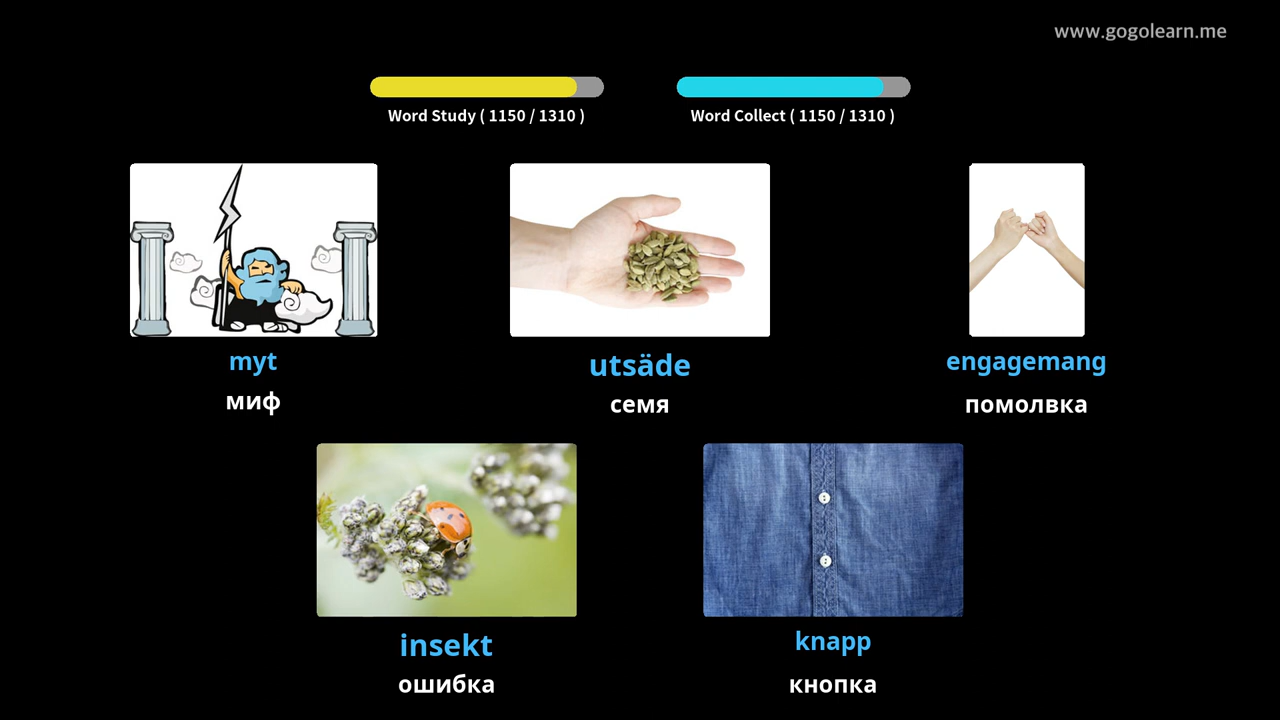 www.gogolearn.me
Word Study ( 1150 / 1310 )
Word Collect ( 1150 / 1310 )
myt
миф
utsäde
семя
engagemang
помолвка
insekt
ошибка
knapp
кнопка